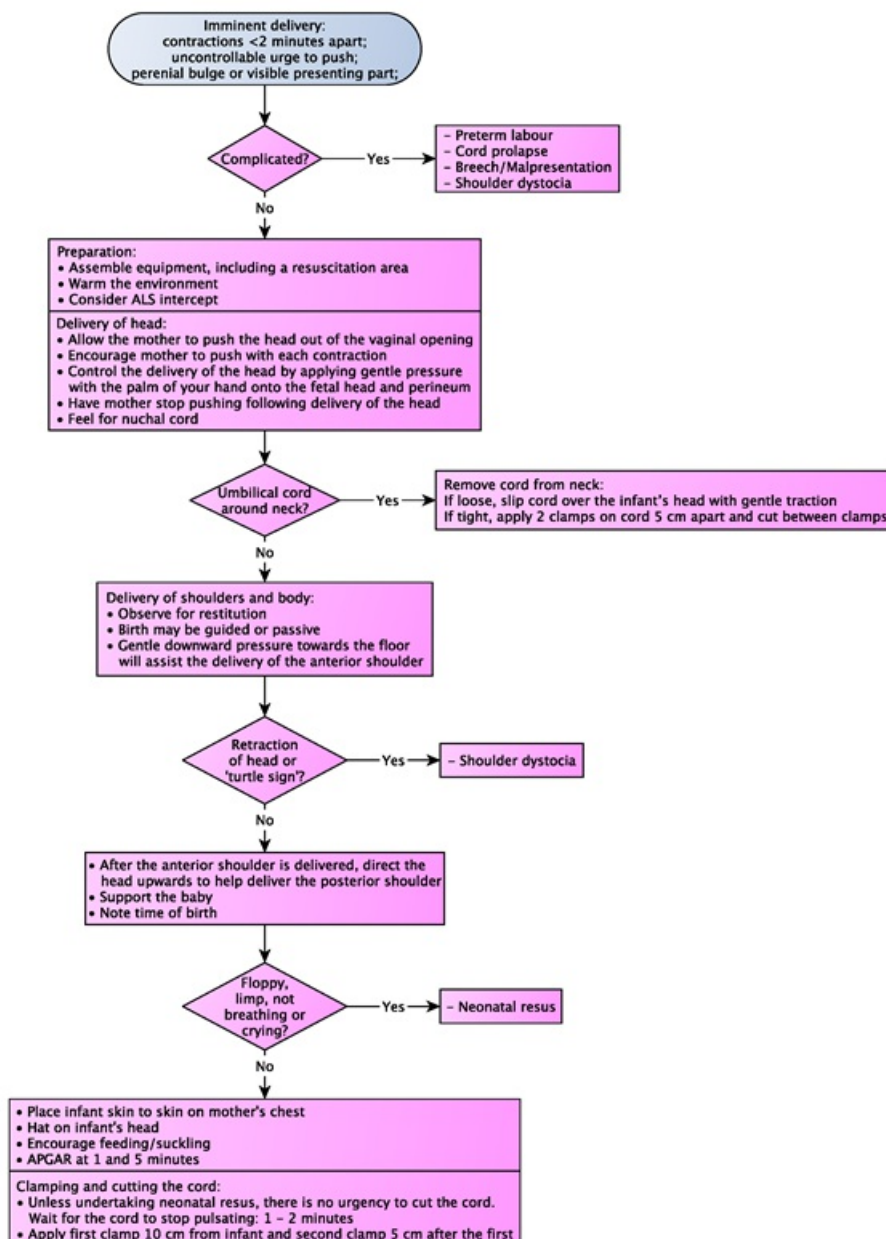 Imminent delivery:
contractions <2 minutes apart;
uncontrollable urge to push;
perenial bulge or visible presenting part;
Complicated?
Yes
– Preterm labour
– Cord prolapse
– Breech/Malpresentation
– Shoulder dystocia
No
Preparation:
• Assemble equipment, including a resuscitation area
• Warm the environment
• Consider ALS intercept
Delivery of head:
• Allow the mother to push the head out of the vaginal opening
• Encourage mother to push with each contraction
• Control the delivery of the head by applying gentle pressure
with the palm of your hand onto the fetal head and perineum
• Have mother stop pushing following delivery of the head
• Feel for nuchal cord
Umbilical cord
around neck?
Yes
Remove cord from neck:
If loose, slip cord over the infant's head with gentle traction
If tight, apply 2 clamps on cord 5 cm apart and cut between clamps
No
Delivery of shoulders and body:
• Observe for restitution
• Birth may be guided or passive
• Gentle downward pressure towards the floor
will assist the delivery of the anterior shoulder
Retraction
of head or
'turtle sign'?
Yes
– Shoulder dystocia
No
• After the anterior shoulder is delivered, direct the
head upwards to help deliver the posterior shoulder
• Support the baby
• Note time of birth
Floppy,
limp, not
breathing or
crying?
Yes
– Neonatal resus
No
• Place infant skin to skin on mother's chest
• Hat on infant's head
• Encourage feeding/suckling
• APGAR at 1 and 5 minutes
Clamping and cutting the cord:
• Unless undertaking neonatal resus, there is no urgency to cut the cord.
Wait for the cord to stop pulsating: 1 – 2 minutes
• Apply first clamp 10 cm from infant and second clamp 5 cm after the first